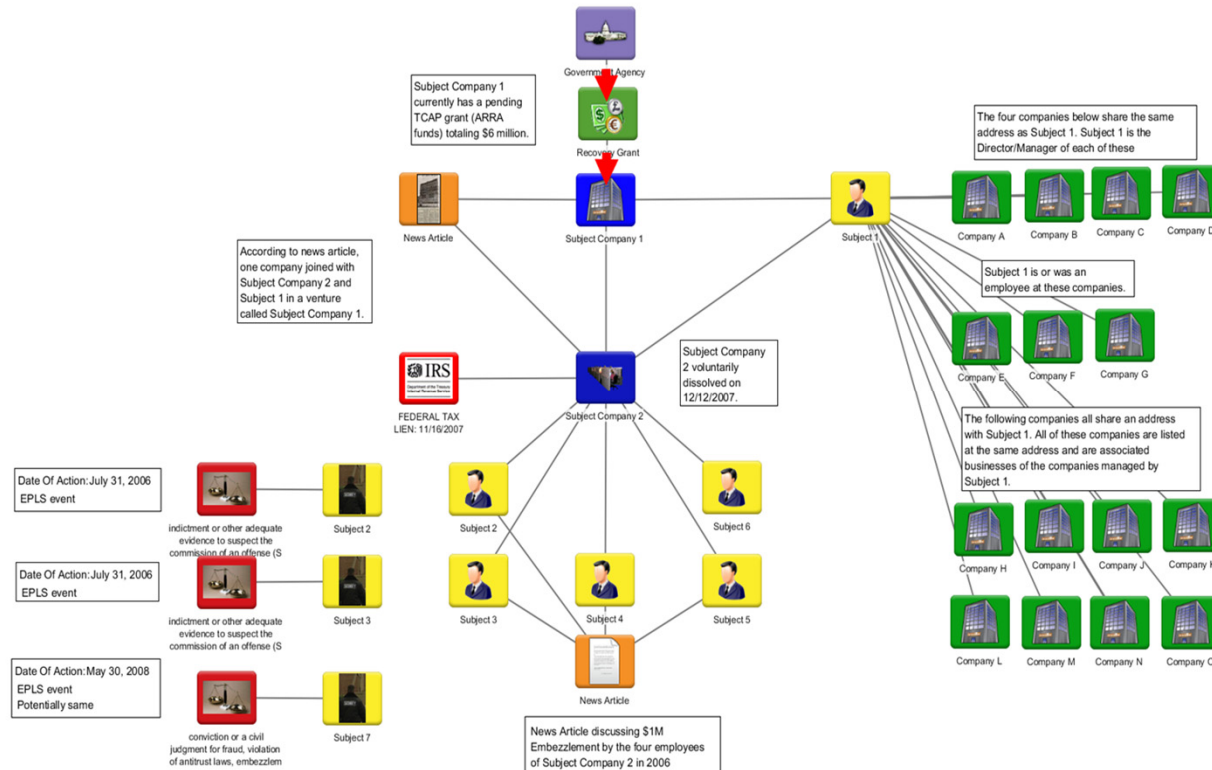 Government Agency
Subject Company 1
currently has a pending
TCAP grant (ARRA
funds) totaling $6 million.
Recovery Grant
The four companies below share the same
address as Subject 1. Subject 1 is the
Director/Manager of each of these
News Article
Subject Company 1
Subject 1
Company A
Company B
Company C
Company D
According to news article,
one company joined with
Subject Company 2 and
Subject 1 in a venture
called Subject Company 1.
Subject 1 is or was an
employee at these companies.
Company E
Company F
Company G
IRS
Department of the Treasury
Internal Revenue Service
FEDERAL TAX
LIEN: 11/16/2007
Subject Company 2
Subject Company
2 voluntarily
dissolved on
12/12/2007.
The following companies all share an address
with Subject 1. All of these companies are listed
at the same address and are associated
businesses of the companies managed by
Subject 1.
Date Of Action:July 31, 2006
EPLS event
indictment or other adequate
evidence to suspect the
commission of an offense (S
Subject 2
Subject 2
Subject 6
Company H
Company I
Company J
Company K
Date Of Action:July 31, 2006
EPLS event
indictment or other adequate
evidence to suspect the
commission of an offense (S
Subject 3
Subject 3
Subject 4
Subject 5
Company L
Company M
Company N
Company O
Date Of Action:May 30, 2008
EPLS event
Potentially same
conviction or a civil
judgment for fraud, violation
of antitrust laws, embezzlem
Subject 7
News Article
News Article discussing $1M
Embezzlement by the four employees
of Subject Company 2 in 2006